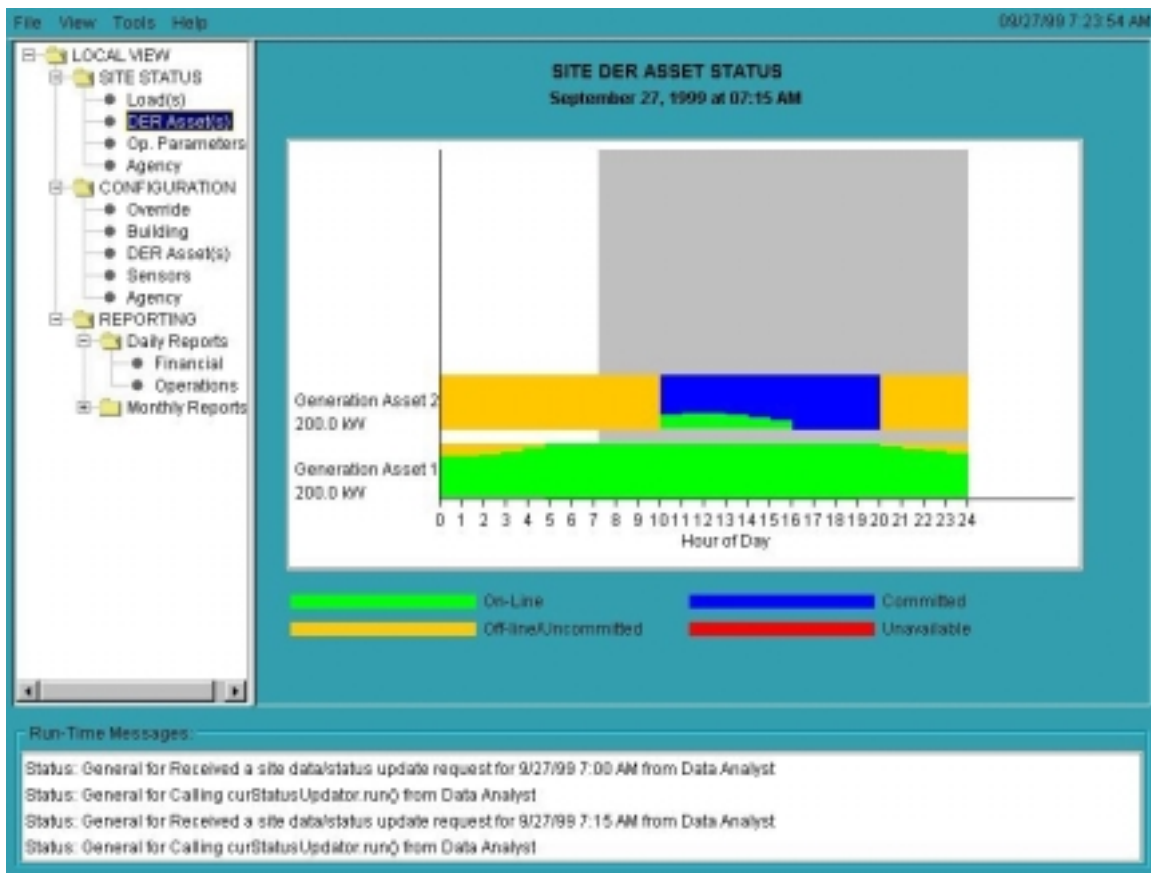 File View Tools Help
09/27/99 7:23:54 AM
LOCAL VIEW
SITE STATUS
Load(s)
DER Asset(s)
Op. Parameters
Agency
CONFIGURATION
Override
Building
DER Asset(s)
Sensors
Agency
REPORTING
Daily Reports
Financial
Operations
Monthly Reports
SITE DER ASSET STATUS
September 27, 1999 at 07:15 AM
Generation Asset 2
200.0 kW
Generation Asset 1
200.0 kW
0 1 2 3 4 5 6 7 8 9 10 11 12 13 14 15 16 17 18 19 20 21 22 23 24
Hour of Day
On-Line
Committed
Off-line/Uncommitted
Unavailable
Run-Time Messages:
Status: General for Received a site data/status update request for 9/27/99 7:00 AM from Data Analyst
Status: General for Calling curStatusUpdator.run() from Data Analyst
Status: General for Received a site data/status update request for 9/27/99 7:15 AM from Data Analyst
Status: General for Calling curStatusUpdator.run() from Data Analyst